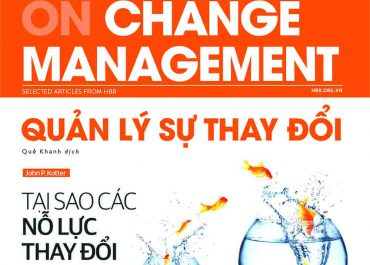 ON CHANGE
MANAGEMENT
SELECTED ARTICLES FROM HBR
HBR.ORG.VN
QUẢN LÝ SỰ THAY ĐỔI
Quế Khanh dịch
John P. Kotter
TẠI SAO CÁC
NỖ LỰC
THAY ĐỔI